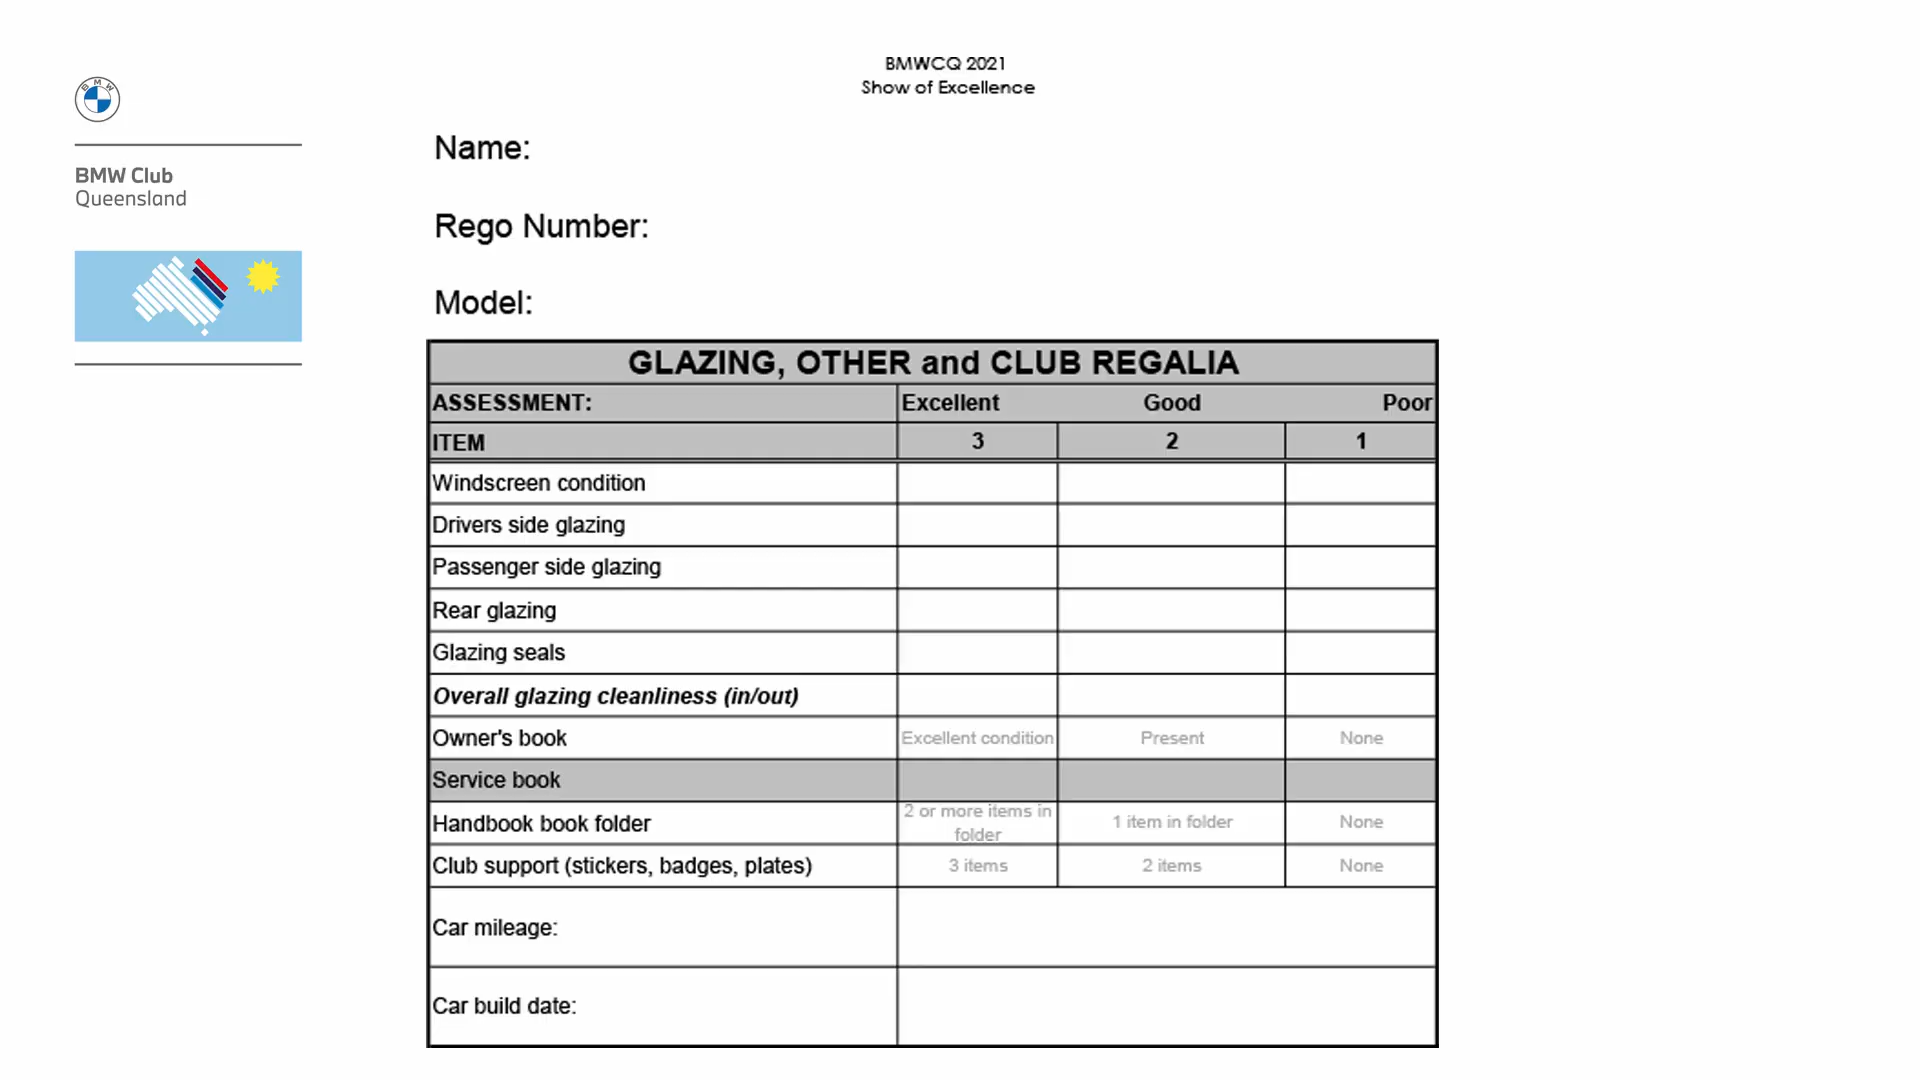 BMWCQ 2021
Show of Excellence
BMW
BMW Club
Queensland
Name:
Rego Number:
Model:
GLAZING, OTHER and CLUB REGALIA
ASSESSMENT: Excellent Good Poor
ITEM 3 2 1
Windscreen condition
Drivers side glazing
Passenger side glazing
Rear glazing
Glazing seals
Overall glazing cleanliness (in/out)
Owner's book Excellent condition Present None
Service book
Handbook book folder 2 or more items in folder 1 item in folder None
Club support (stickers, badges, plates) 3 items 2 items None
Car mileage:
Car build date: